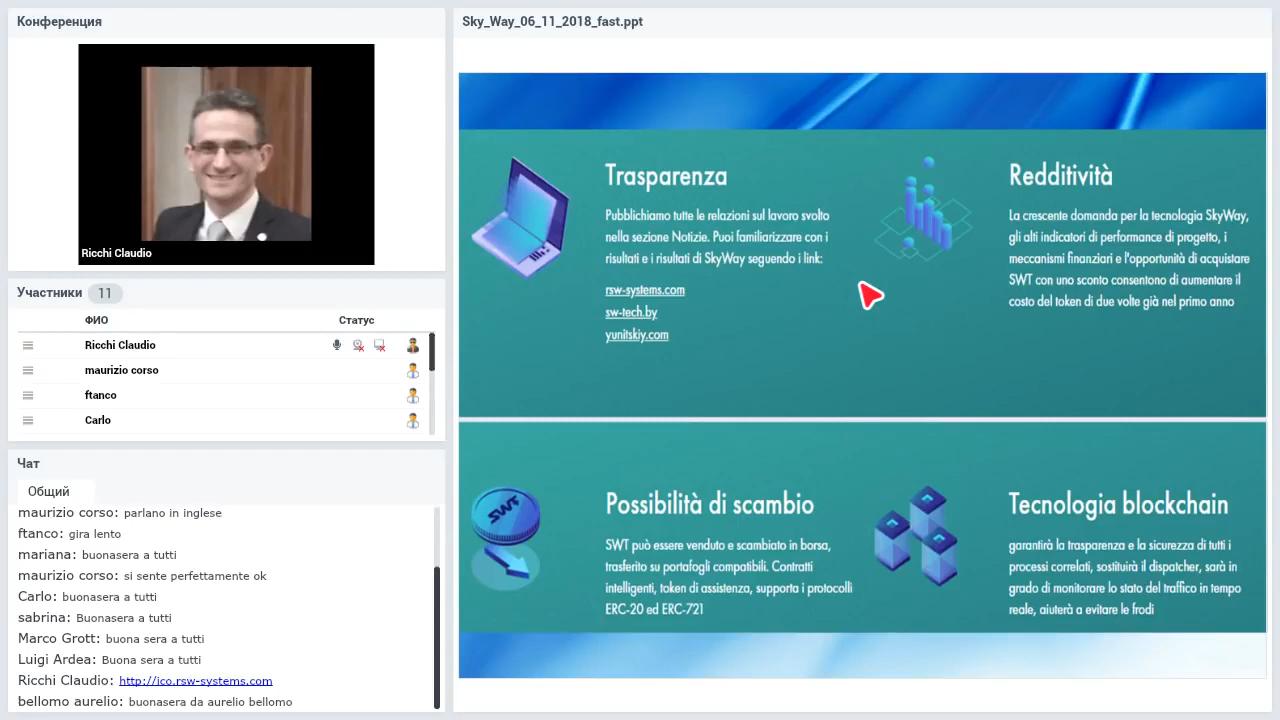 Конференция
Ricchi Claudio
Участники 11
ФИО Статус
Ricchi Claudio
maurizio corso
ftanco
Carlo
Чат
Общий
maurizio corso: parlano in inglese
ftanco: gira lento
mariana: buonasera a tutti
maurizio corso: si sente perfettamente ok
Carlo: buonasera a tutti
sabrina: Buonasera a tutti
Marco Grott: buona sera a tutti
Luigi Ardea: Buona sera a tutti
Ricchi Claudio: http://ico.rsw-systems.com
bellomo aurelio: buonasera da aurelio bellomo
Sky_Way_06_11_2018_fast.ppt
Trasparenza
Pubblichiamo tutte le relazioni sul lavoro svolto
nella sezione Notizie. Puoi familiarizzare con i
risultati e i risultati di SkyWay seguendo i link:
rsw-systems.com
sw-tech.by
yunitskiy.com
Redditività
La crescente domanda per la tecnologia SkyWay,
gli alti indicatori di performance di progetto, i
meccanismi finanziari e l'opportunità di acquistare
SWT con uno sconto consentono di aumentare il
costo del token di due volte già nel primo anno
SWT
Possibilità di scambio
SWT può essere venduto e scambiato in borsa,
trasferito su portafogli compatibili. Contratti
intelligenti, token di assistenza, supporta i protocolli
ERC-20 ed ERC-721
Tecnologia blockchain
garantirà la trasparenza e la sicurezza di tutti i
processi correlati, sostituirà il dispatcher, sarà in
grado di monitorare lo stato del traffico in tempo
reale, aiuterà a evitare le frodi